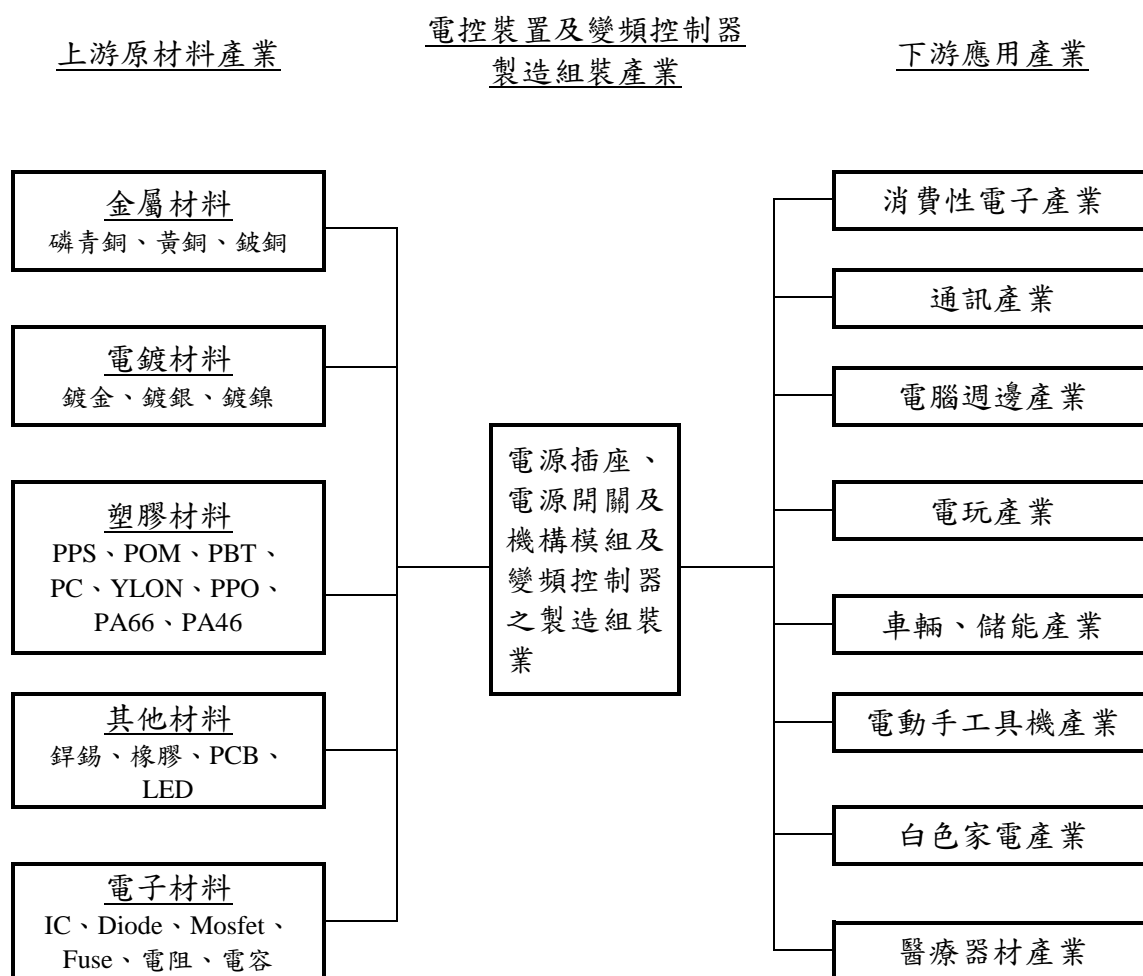 上游原材料產業
電控裝置及變頻控制器
製造組裝產業
下游應用產業
金屬材料
磷青銅、黃銅、鈹銅
電鍍材料
鍍金、鍍銀、鍍鎳
塑膠材料
PPS、POM、PBT、
PC、YLON、PPO、
PA66、PA46
其他材料
銲錫、橡膠、PCB、
LED
電子材料
IC、Diode、Mosfet、
Fuse、電阻、電容
電源插座、
電源開關及
機構模組及
變頻控制器
之製造組裝
業
消費性電子產業
通訊產業
電腦週邊產業
電玩產業
車輛、儲能產業
電動手工具機產業
白色家電產業
醫療器材產業